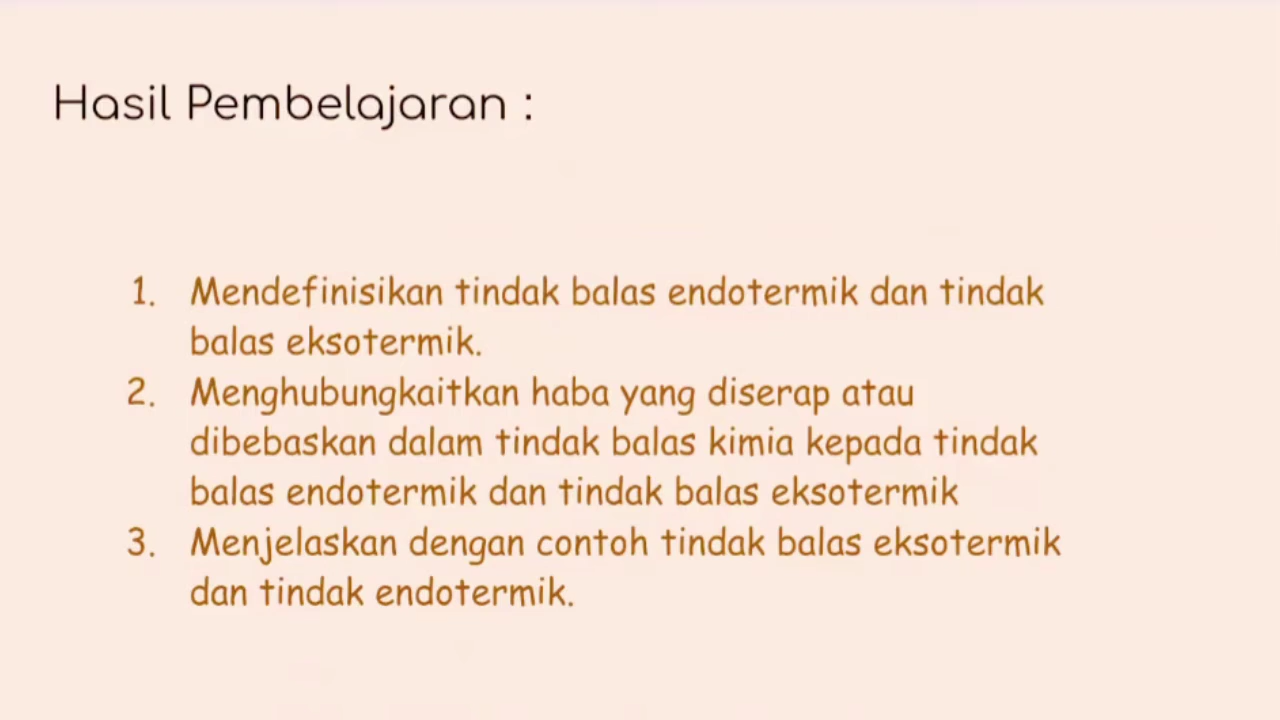 Hasil Pembelajaran :
1. Mendefinisikan tindak balas endotermik dan tindak
balas eksotermik.
2. Menghubungkaitkan haba yang diserap atau
dibebaskan dalam tindak balas kimia kepada tindak
balas endotermik dan tindak balas eksotermik
3. Menjelaskan dengan contoh tindak balas eksotermik
dan tindak endotermik.